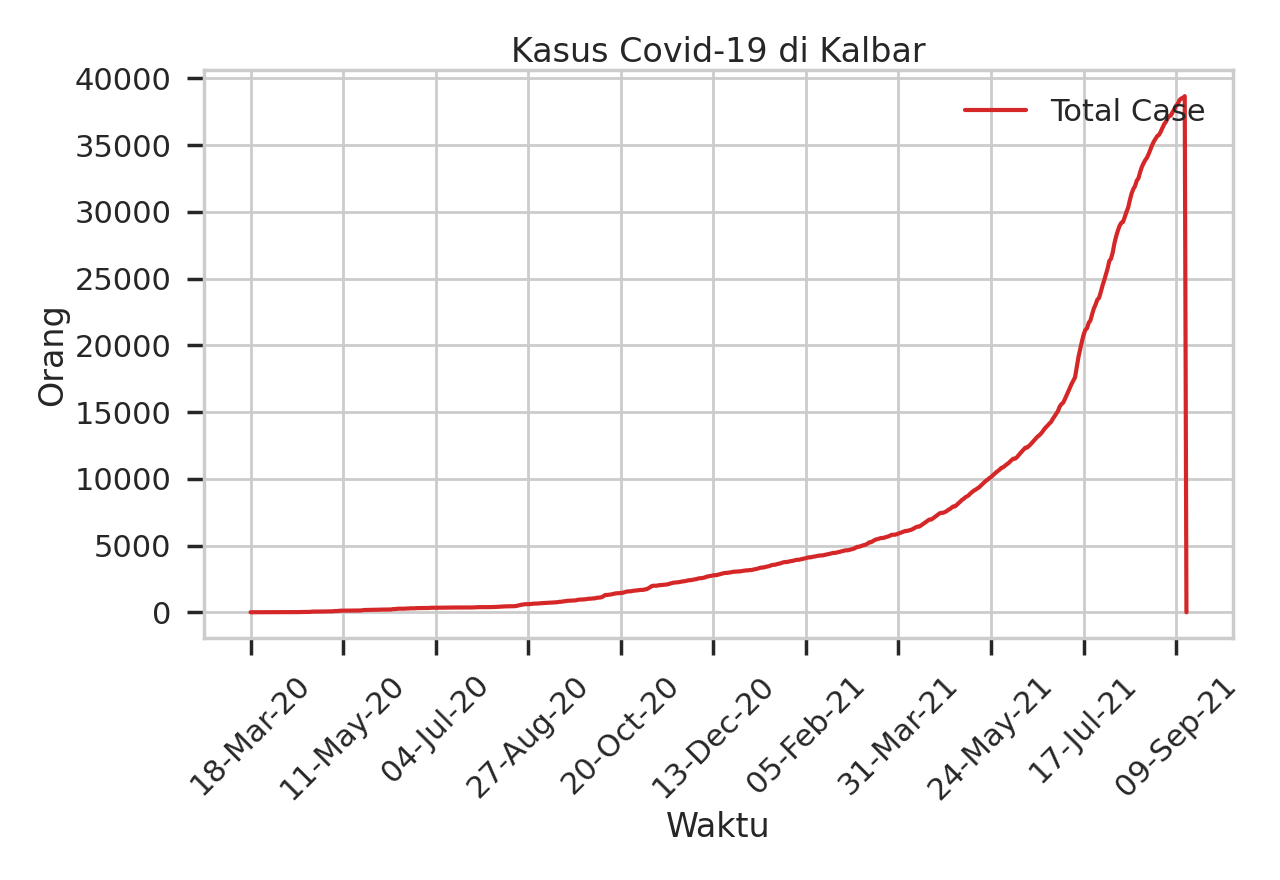 Kasus Covid-19 di Kalbar
Total Case
Orang
40000
35000
30000
25000
20000
15000
10000
5000
0
18-Mar-20
11-May-20
04-Jul-20
27-Aug-20
20-Oct-20
13-Dec-20
05-Feb-21
31-Mar-21
24-May-21
17-Jul-21
09-Sep-21
Waktu